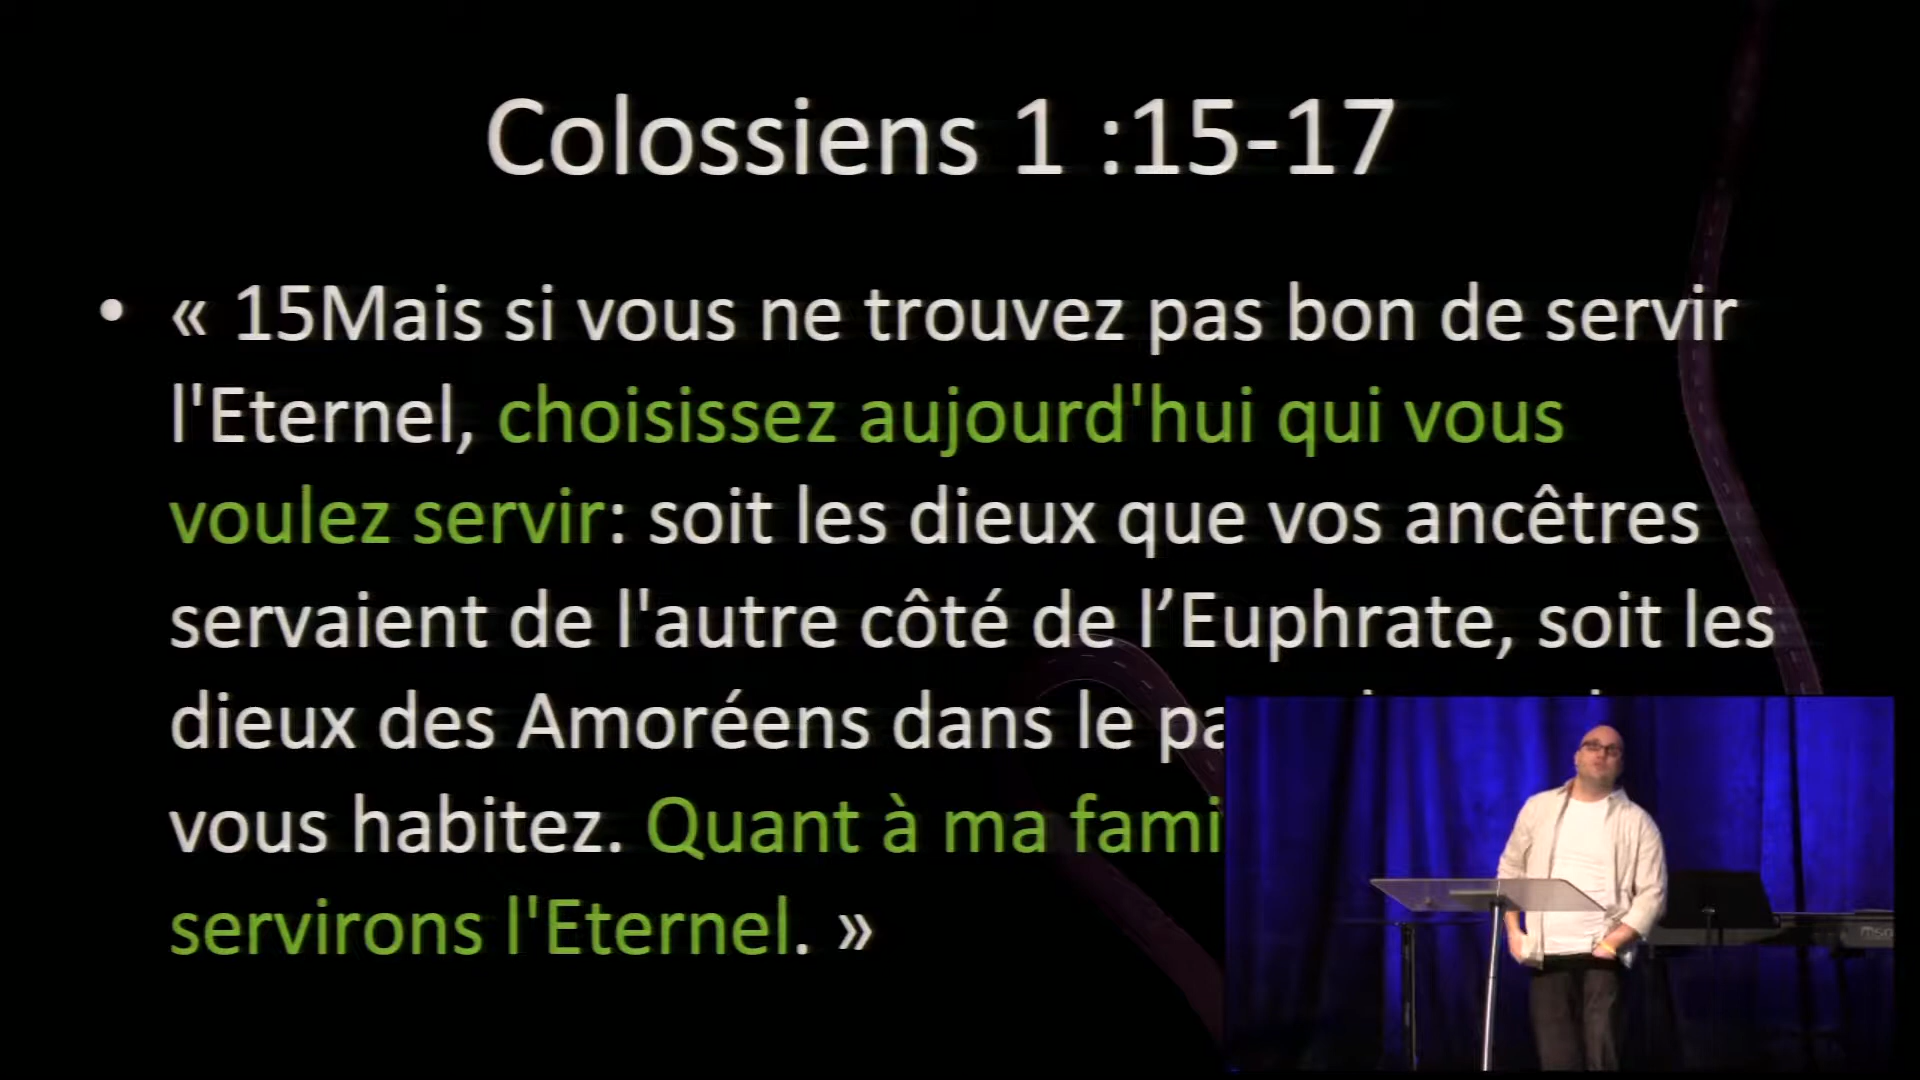 Colossiens 1 :15-17
• « 15Mais si vous ne trouvez pas bon de servir
l'Eternel, choisissez aujourd'hui qui vous
voulez servir: soit les dieux que vos ancêtres
servaient de l'autre côté de l’Euphrate, soit les
dieux des Amoréens dans le
vous habitez. Quant à ma
servirons l'Eternel. »